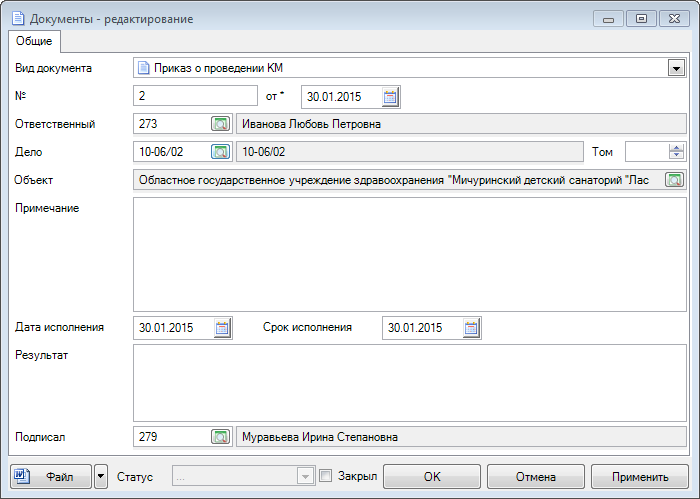 Документы - редактирование
Общие
Вид документа Приказ о проведении КМ
№ 2 от * 30.01.2015
Ответственный 273 Иванова Любовь Петровна
Дело 10-06/02 10-06/02 Том
Объект Областное государственное учреждение здравоохранения "Мичуринский детский санаторий "Лас
Примечание
Дата исполнения 30.01.2015 Срок исполнения 30.01.2015
Результат
Подписал 279 Муравьева Ирина Степановна
Файл Статус ... Закрыл OK Отмена Применить